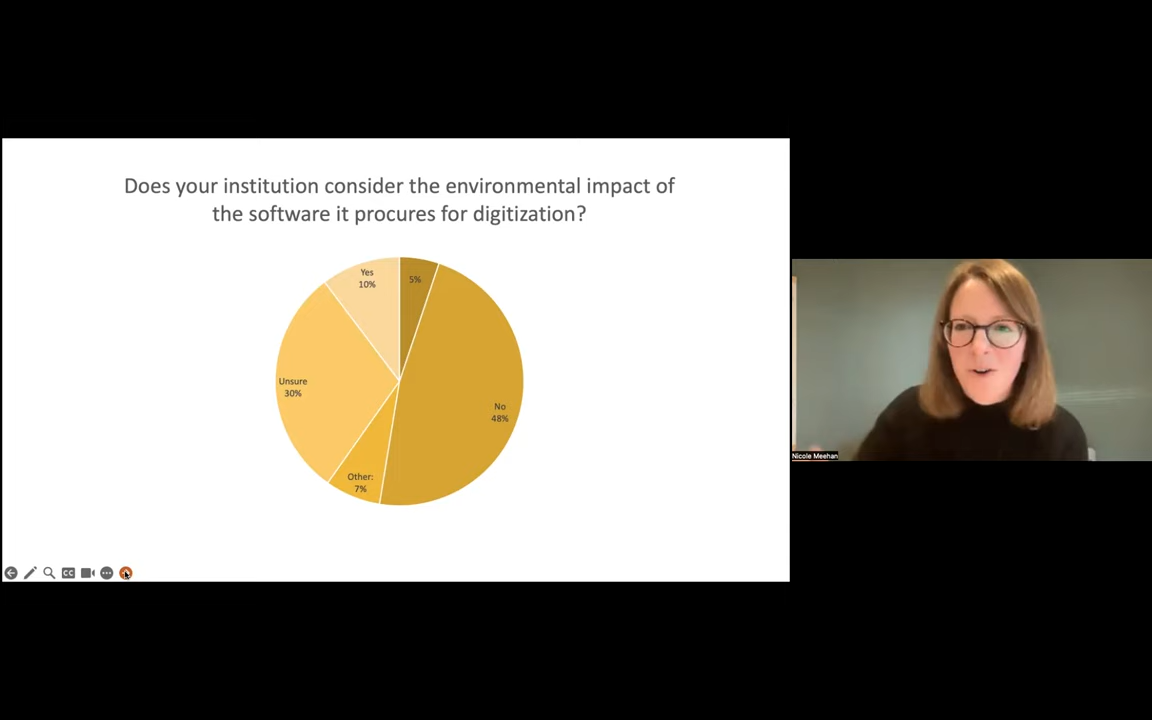 Does your institution consider the environmental impact of
the software it procures for digitization?
Yes
10%
5%
Unsure
30%
No
48%
Other:
7%
CC
Nicole Meehan